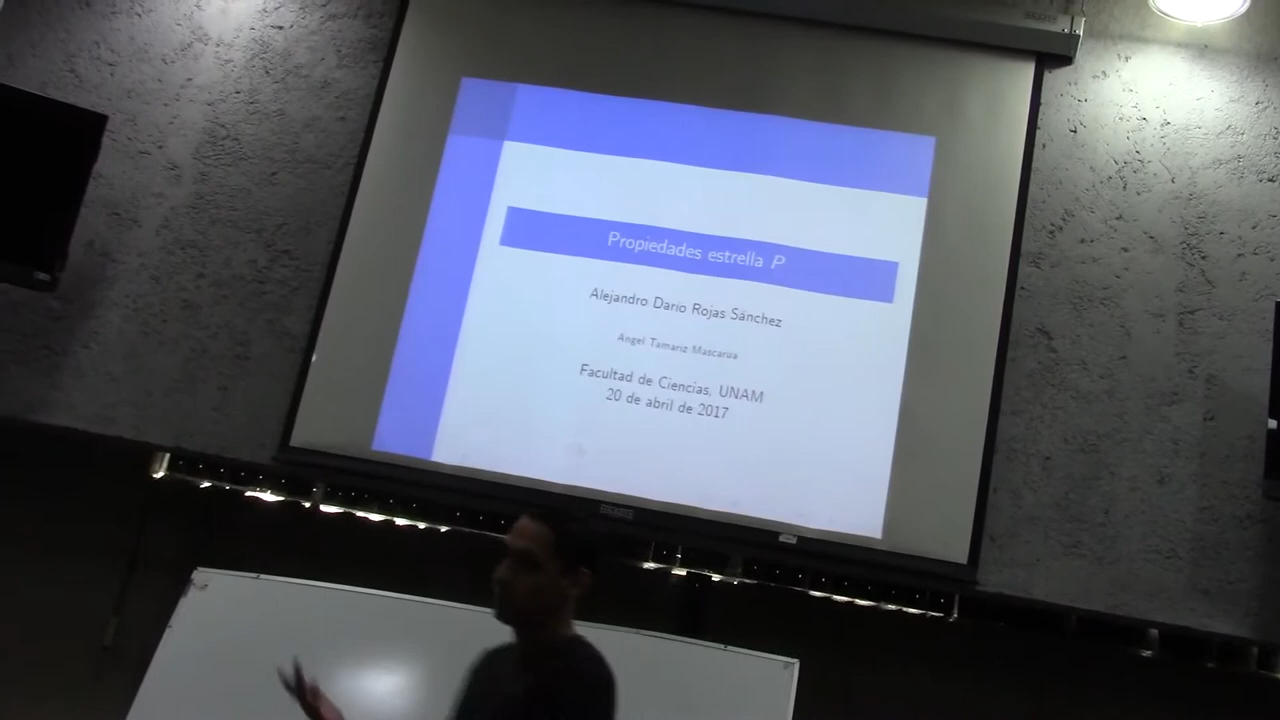 Propiedades estrella P
Alejandro Darío Rojas Sánchez
Ángel Tamariz Mascarúa
Facultad de Ciencias, UNAM
20 de abril de 2017